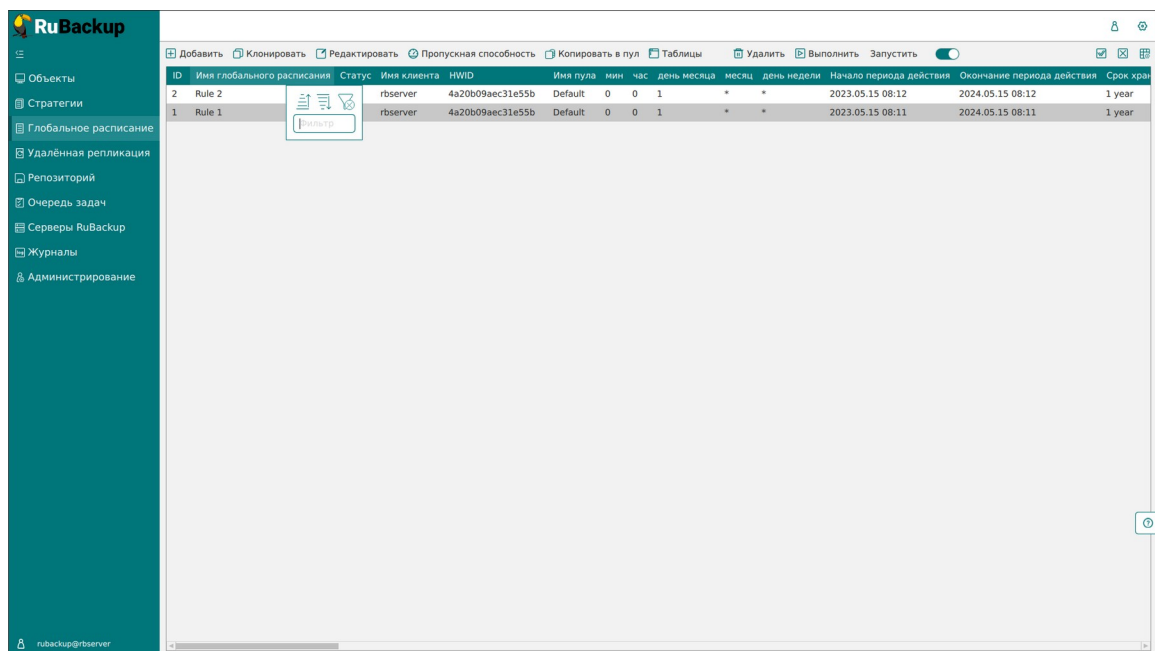 RuBackup
Добавить Клонировать Редактировать Пропускная способность Копировать в пул Таблицы Удалить Выполнить Запустить
Объекты
Стратегии
Глобальное расписание
Удалённая репликация
Репозиторий
Очередь задач
Серверы RuBackup
Журналы
Администрирование
ID Имя глобального расписания Статус Имя клиента HWID Имя пула мин час день месяца месяц день недели Начало периода действия Окончание периода действия Срок хран
2 Rule 2 rbserver 4a20b09aec31e55b Default 0 0 1 * * 2023.05.15 08:12 2024.05.15 08:12 1 year
1 Rule 1 rbserver 4a20b09aec31e55b Default 0 0 1 * * 2023.05.15 08:11 2024.05.15 08:11 1 year
Фильтр
rubackup@rbserver